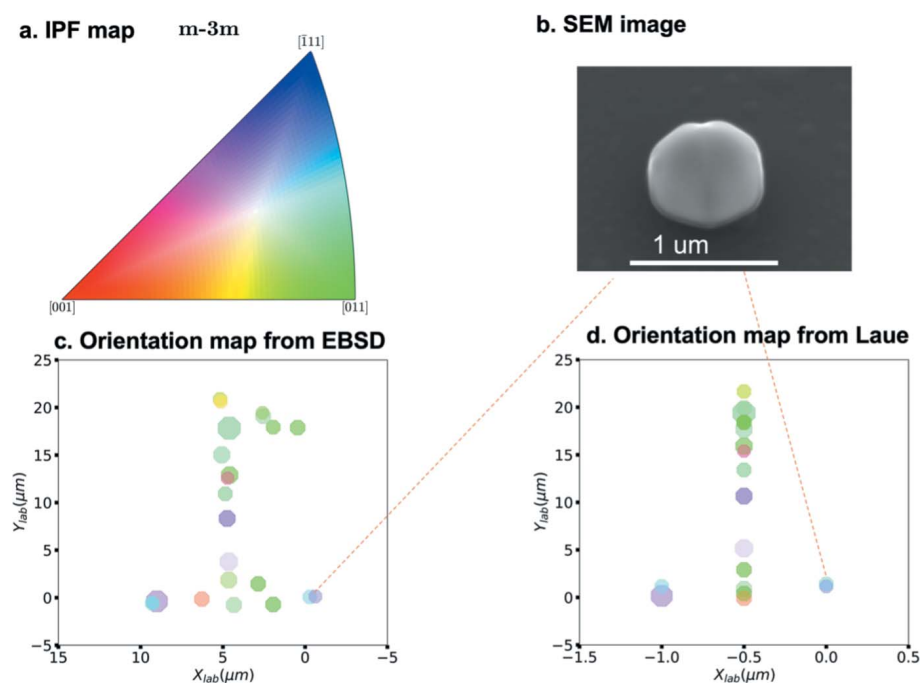 a. IPF map m-3m
[1̄11]
[001] [011]
b. SEM image
1 um
c. Orientation map from EBSD
25
20
15
10
5
0
−5
15 10 5 0 −5
Y_lab(μm)
X_lab(μm)
d. Orientation map from Laue
25
20
15
10
5
0
−5
−1.5 −1.0 −0.5 0.0 0.5
Y_lab(μm)
X_lab(μm)